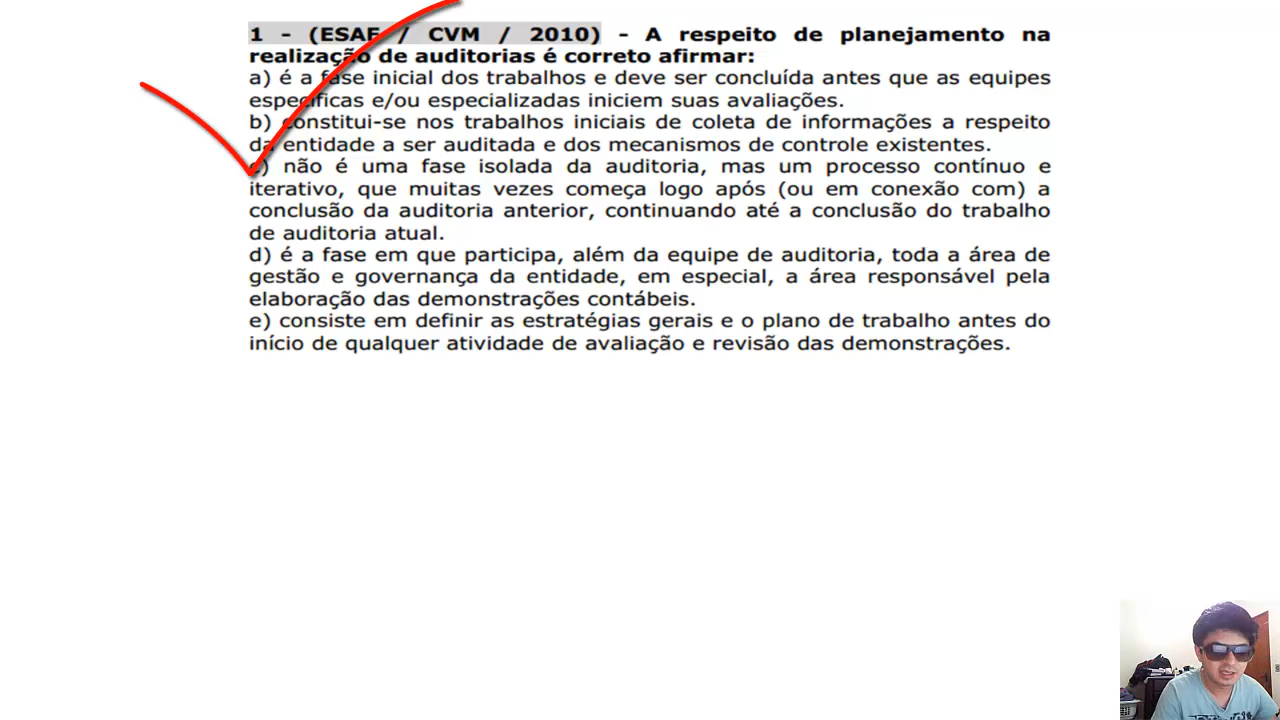 1 - (ESAF / CVM / 2010) - A respeito de planejamento na
realização de auditorias é correto afirmar:
a) é a fase inicial dos trabalhos e deve ser concluída antes que as equipes
específicas e/ou especializadas iniciem suas avaliações.
b) constitui-se nos trabalhos iniciais de coleta de informações a respeito
da entidade a ser auditada e dos mecanismos de controle existentes.
c) não é uma fase isolada da auditoria, mas um processo contínuo e
iterativo, que muitas vezes começa logo após (ou em conexão com) a
conclusão da auditoria anterior, continuando até a conclusão do trabalho
de auditoria atual.
d) é a fase em que participa, além da equipe de auditoria, toda a área de
gestão e governança da entidade, em especial, a área responsável pela
elaboração das demonstrações contábeis.
e) consiste em definir as estratégias gerais e o plano de trabalho antes do
início de qualquer atividade de avaliação e revisão das demonstrações.